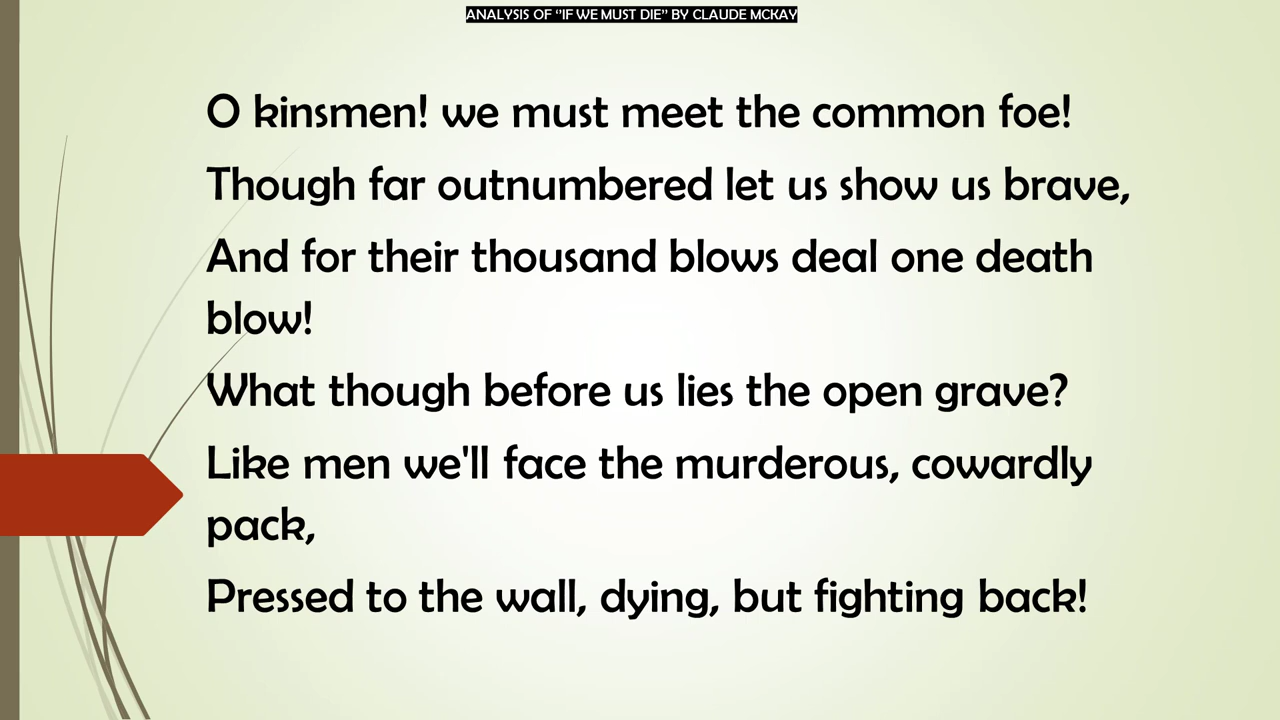 ANALYSIS OF “IF WE MUST DIE” BY CLAUDE MCKAY
O kinsmen! we must meet the common foe!
Though far outnumbered let us show us brave,
And for their thousand blows deal one death
blow!
What though before us lies the open grave?
Like men we'll face the murderous, cowardly
pack,
Pressed to the wall, dying, but fighting back!